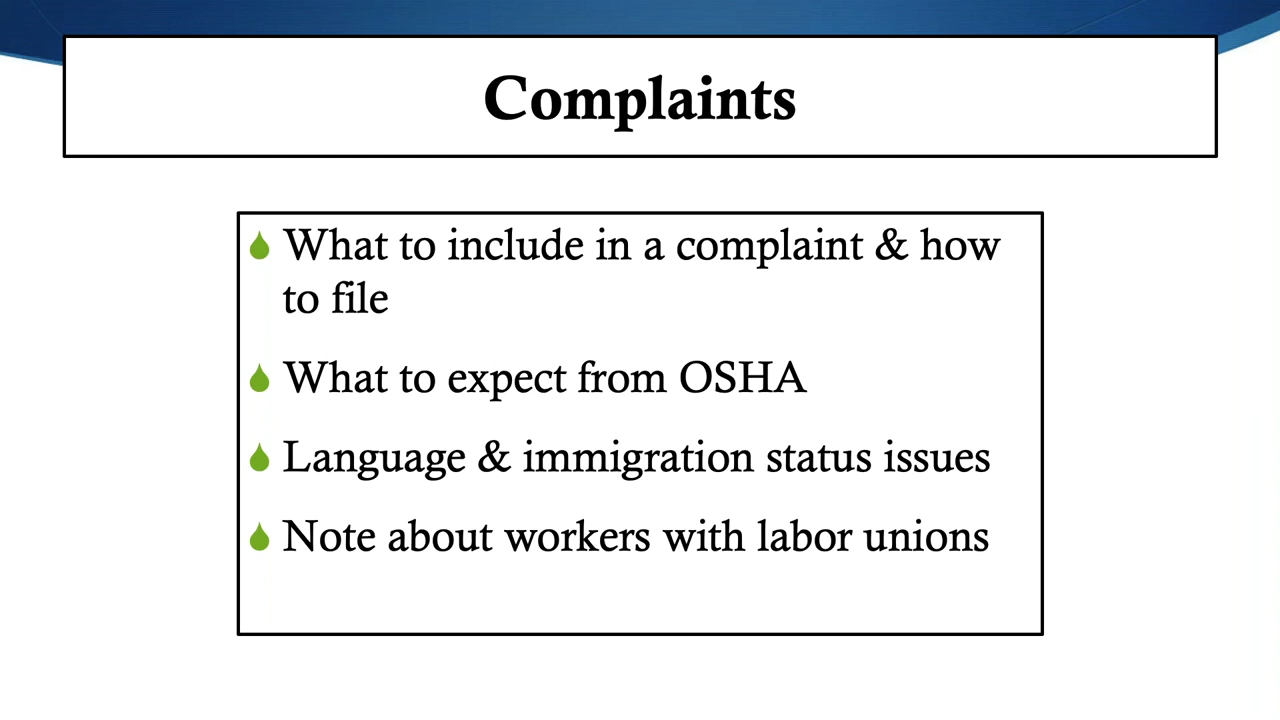 Complaints
What to include in a complaint & how
to file
What to expect from OSHA
Language & immigration status issues
Note about workers with labor unions